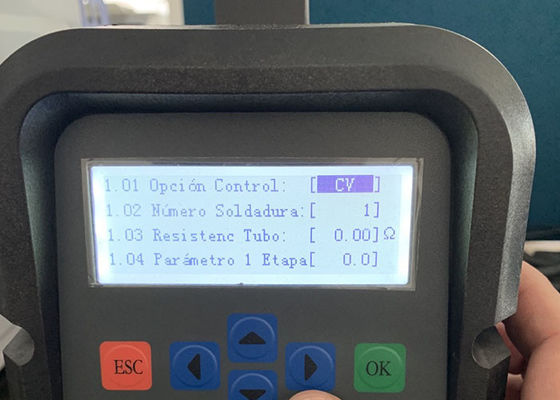 1.01 Opción Control: [ CV ]
1.02 Número Soldadura:[ 1]
1.03 Resistenc Tubo: [ 0.00]Ω
1.04 Parámetro 1 Etapa[ 0.0]
ESC
OK